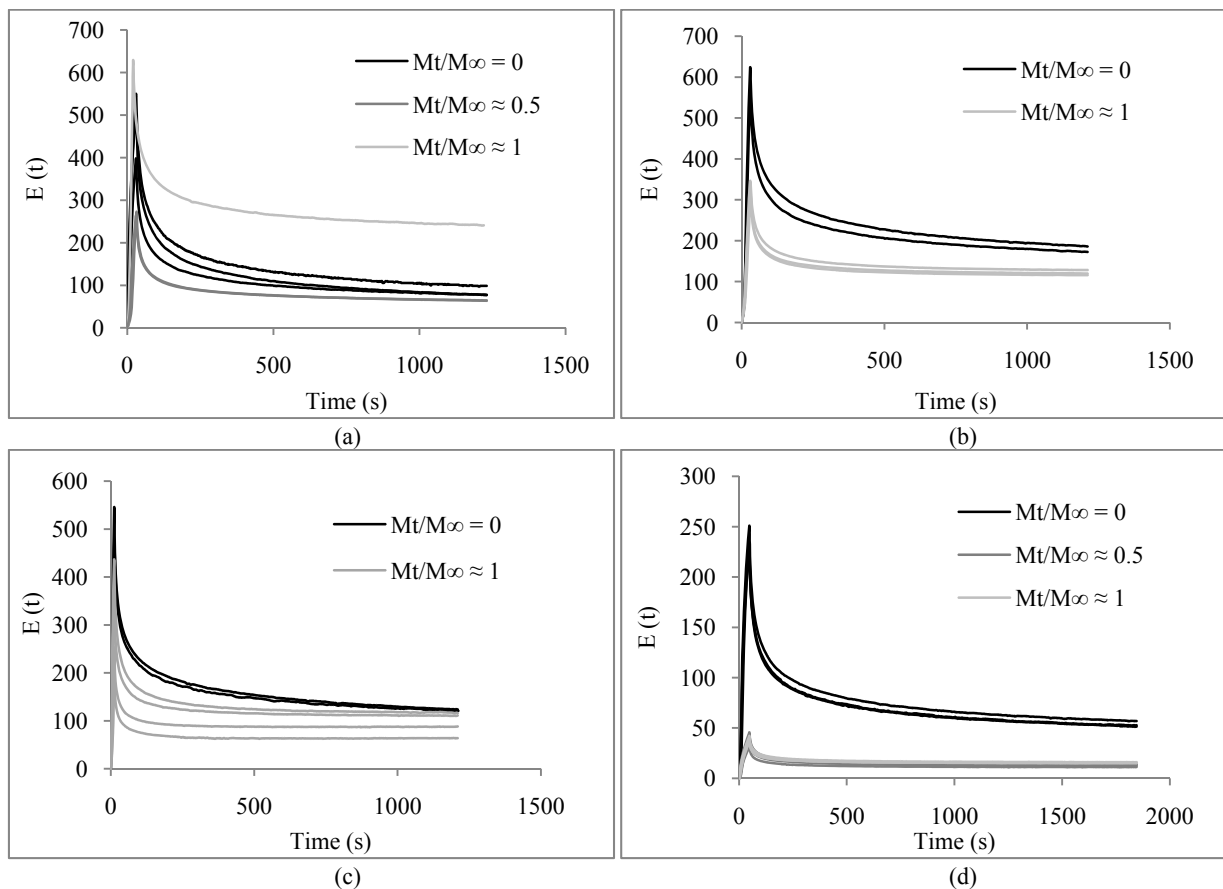 700
600
500
400
300
200
100
0
E (t)
0 500 1000 1500
Time (s)
Mt/M∞ = 0
Mt/M∞ ≈ 0.5
Mt/M∞ ≈ 1
(a)
700
600
500
400
300
200
100
0
E (t)
0 500 1000 1500
Time (s)
Mt/M∞ = 0
Mt/M∞ ≈ 1
(b)
600
500
400
300
200
100
0
E (t)
0 500 1000 1500
Time (s)
Mt/M∞ = 0
Mt/M∞ ≈ 1
(c)
300
250
200
150
100
50
0
E (t)
0 500 1000 1500 2000
Time (s)
Mt/M∞ = 0
Mt/M∞ ≈ 0.5
Mt/M∞ ≈ 1
(d)